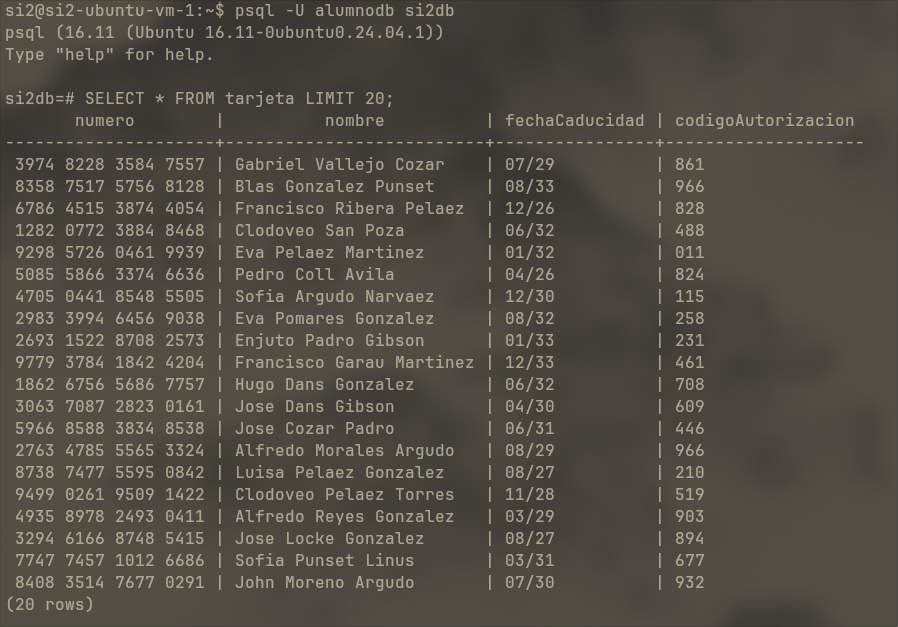 si2@si2-ubuntu-vm-1:~$ psql -U alumnodb si2db
psql (16.11 (Ubuntu 16.11-0ubuntu0.24.04.1))
Type "help" for help.

si2db=# SELECT * FROM tarjeta LIMIT 20;
       numero        |          nombre          | fechaCaducidad | codigoAutorizacion
---------------------+--------------------------+----------------+--------------------
 3974 8228 3584 7557 | Gabriel Vallejo Cozar    | 07/29          | 861
 8358 7517 5756 8128 | Blas Gonzalez Punset     | 08/33          | 966
 6786 4515 3874 4054 | Francisco Ribera Pelaez  | 12/26          | 828
 1282 0772 3884 8468 | Clodoveo San Poza        | 06/32          | 488
 9298 5726 0461 9939 | Eva Pelaez Martinez      | 01/32          | 011
 5085 5866 3374 6636 | Pedro Coll Avila         | 04/26          | 824
 4705 0441 8548 5505 | Sofia Argudo Narvaez     | 12/30          | 115
 2983 3994 6456 9038 | Eva Pomares Gonzalez     | 08/32          | 258
 2693 1522 8708 2573 | Enjuto Padro Gibson      | 01/33          | 231
 9779 3784 1842 4204 | Francisco Garau Martinez | 12/33          | 461
 1862 6756 5686 7757 | Hugo Dans Gonzalez       | 06/32          | 708
 3063 7087 2823 0161 | Jose Dans Gibson         | 04/30          | 609
 5966 8588 3834 8538 | Jose Cozar Padro         | 06/31          | 446
 2763 4785 5565 3324 | Alfredo Morales Argudo   | 08/29          | 966
 8738 7477 5595 0842 | Luisa Pelaez Gonzalez    | 08/27          | 210
 9499 0261 9509 1422 | Clodoveo Pelaez Torres   | 11/28          | 519
 4935 8978 2493 0411 | Alfredo Reyes Gonzalez   | 03/29          | 903
 3294 6166 8748 5415 | Jose Locke Gonzalez      | 08/27          | 894
 7747 7457 1012 6686 | Sofia Punset Linus       | 03/31          | 677
 8408 3514 7677 0291 | John Moreno Argudo       | 07/30          | 932
(20 rows)